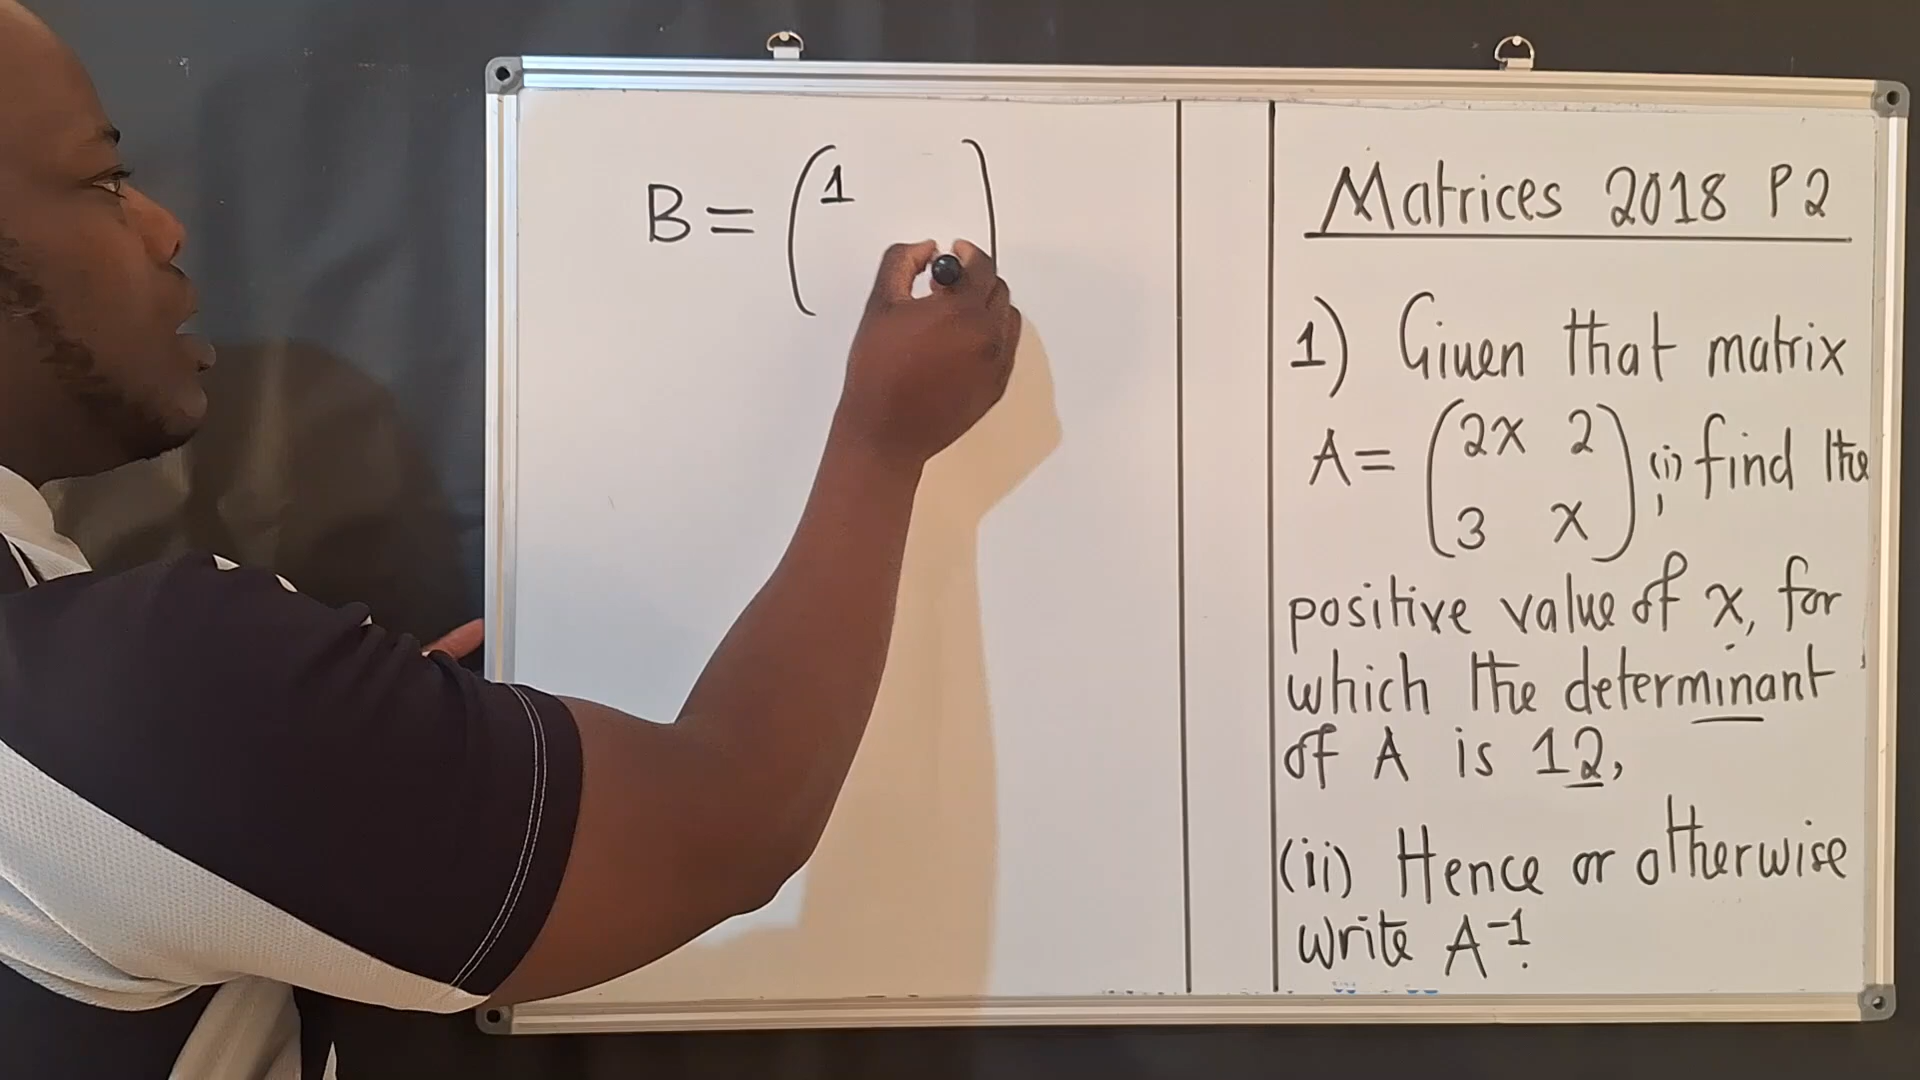 B = ( 1 )
Matrices 2018 P2
1) Given that matrix
A = ( 2x 2
3 x ), (i) find the
positive value of x, for
which the determinant
of A is 12,
(ii) Hence or otherwise
write A⁻¹.